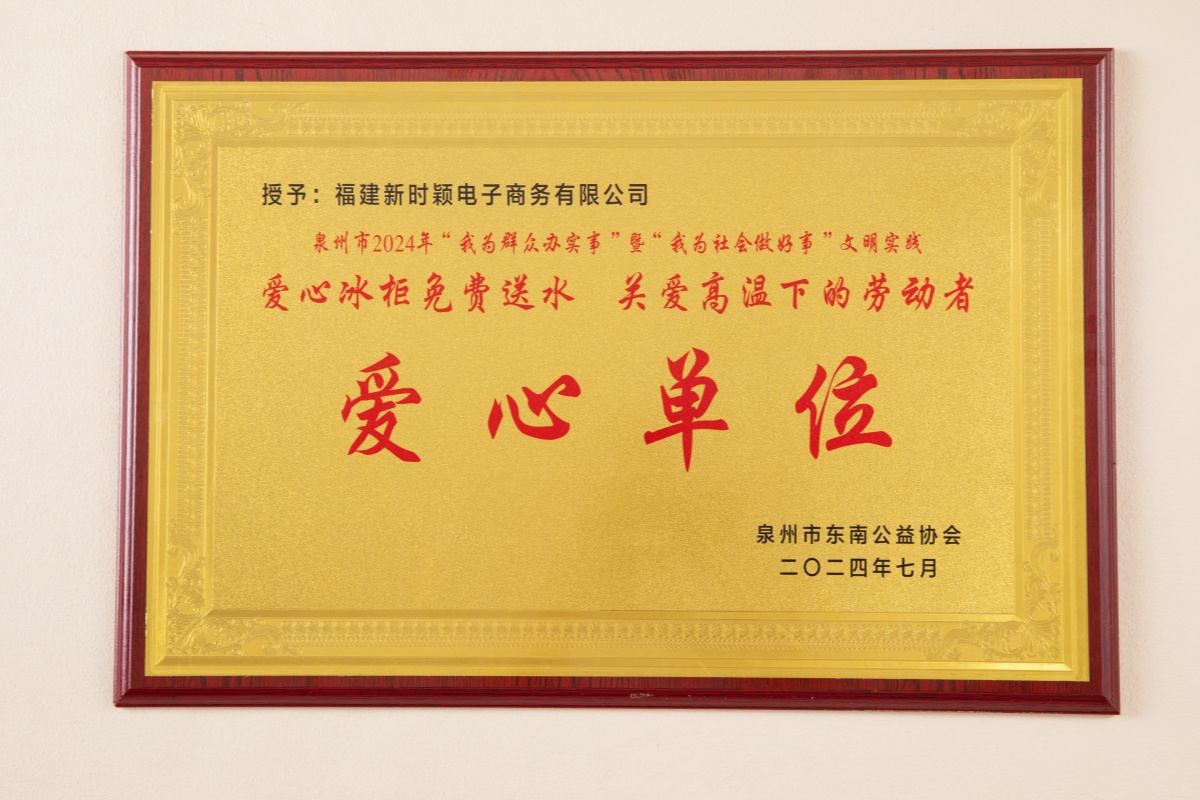 授予：福建新时颖电子商务有限公司
泉州市2024年“我为群众办实事”暨“我为社会做好事”文明实践
爱心冰柜免费送水 关爱高温下的劳动者
爱心单位
泉州市东南公益协会
二〇二四年七月